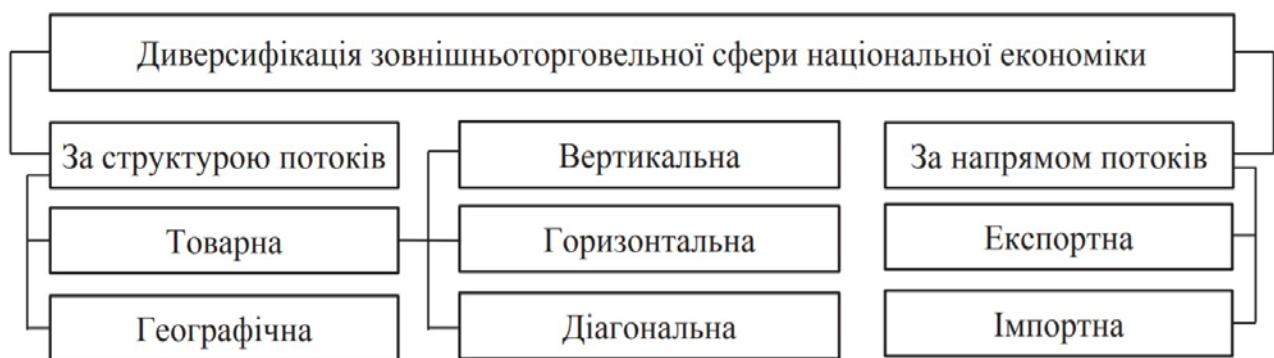 Диверсифікація зовнішньоторговельної сфери національної економіки
За структурою потоків
Вертикальна
За напрямом потоків
Товарна
Горизонтальна
Експортна
Географічна
Діагональна
Імпортна